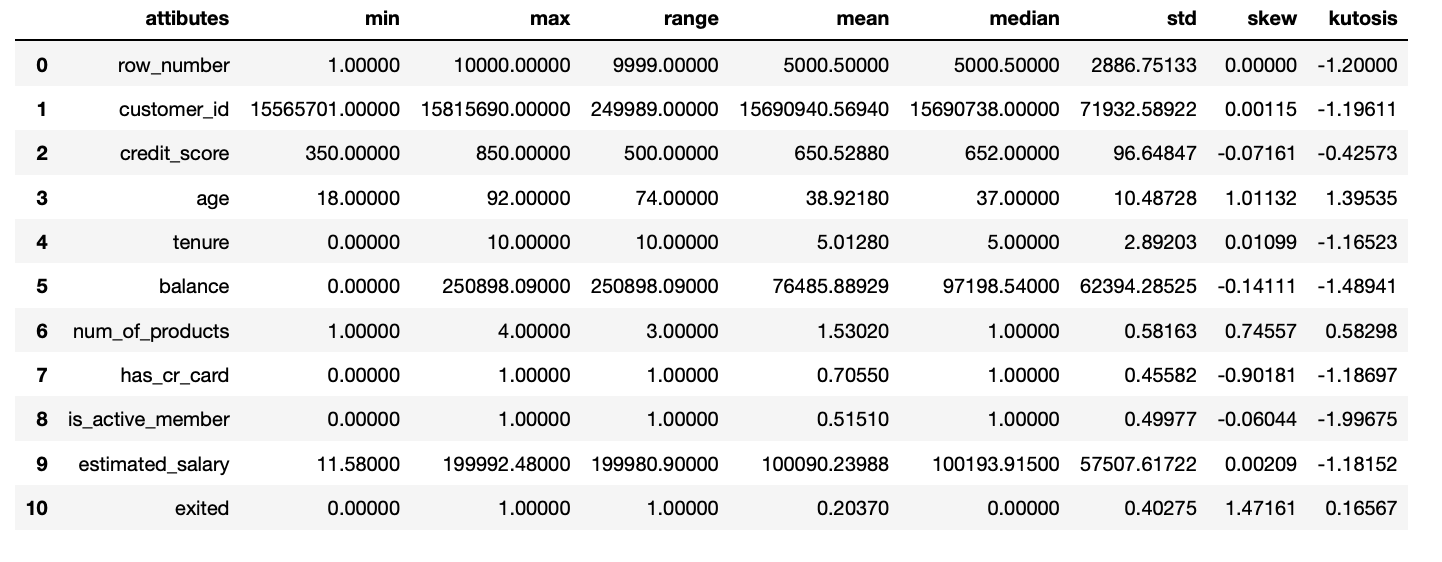 attibutes min max range mean median std skew kutosis
0 row_number 1.00000 10000.00000 9999.00000 5000.50000 5000.50000 2886.75133 0.00000 -1.20000
1 customer_id 15565701.00000 15815690.00000 249989.00000 15690940.56940 15690738.00000 71932.58922 0.00115 -1.19611
2 credit_score 350.00000 850.00000 500.00000 650.52880 652.00000 96.64847 -0.07161 -0.42573
3 age 18.00000 92.00000 74.00000 38.92180 37.00000 10.48728 1.01132 1.39535
4 tenure 0.00000 10.00000 10.00000 5.01280 5.00000 2.89203 0.01099 -1.16523
5 balance 0.00000 250898.09000 250898.09000 76485.88929 97198.54000 62394.28525 -0.14111 -1.48941
6 num_of_products 1.00000 4.00000 3.00000 1.53020 1.00000 0.58163 0.74557 0.58298
7 has_cr_card 0.00000 1.00000 1.00000 0.70550 1.00000 0.45582 -0.90181 -1.18697
8 is_active_member 0.00000 1.00000 1.00000 0.51510 1.00000 0.49977 -0.06044 -1.99675
9 estimated_salary 11.58000 199992.48000 199980.90000 100090.23988 100193.91500 57507.61722 0.00209 -1.18152
10 exited 0.00000 1.00000 1.00000 0.20370 0.00000 0.40275 1.47161 0.16567